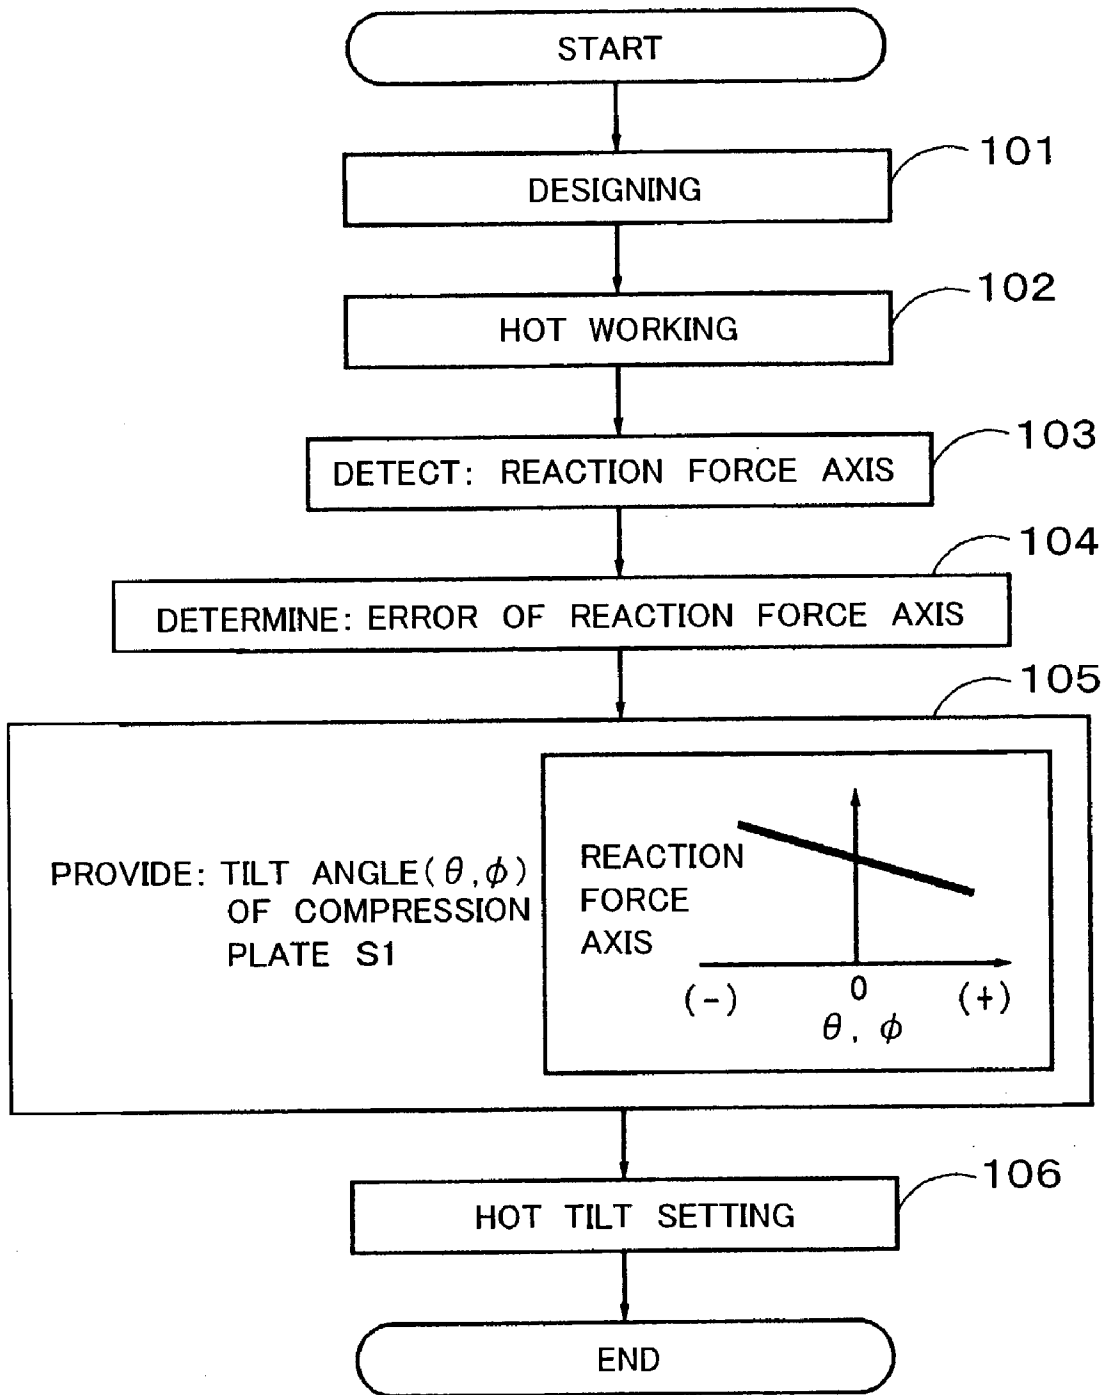 START
101
DESIGNING
102
HOT WORKING
103
DETECT: REACTION FORCE AXIS
104
DETERMINE: ERROR OF REACTION FORCE AXIS
105
PROVIDE: TILT ANGLE(θ,ϕ)
OF COMPRESSION
PLATE S1
REACTION
FORCE
AXIS
(-)
0
(+)
θ, ϕ
106
HOT TILT SETTING
END